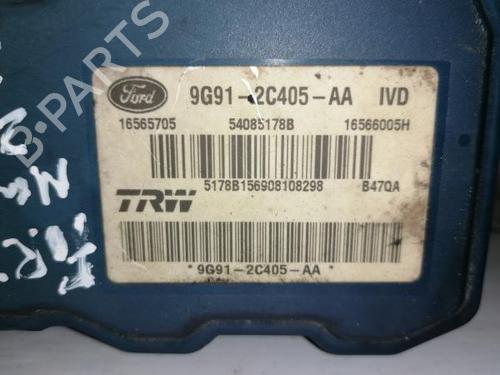 Ford 9G91-2C405-AA IVD
16565705 54085178B 16566005H
5178B156908108298 B47QA
TRW
*9G91-2C405-AA*
B-PARTS